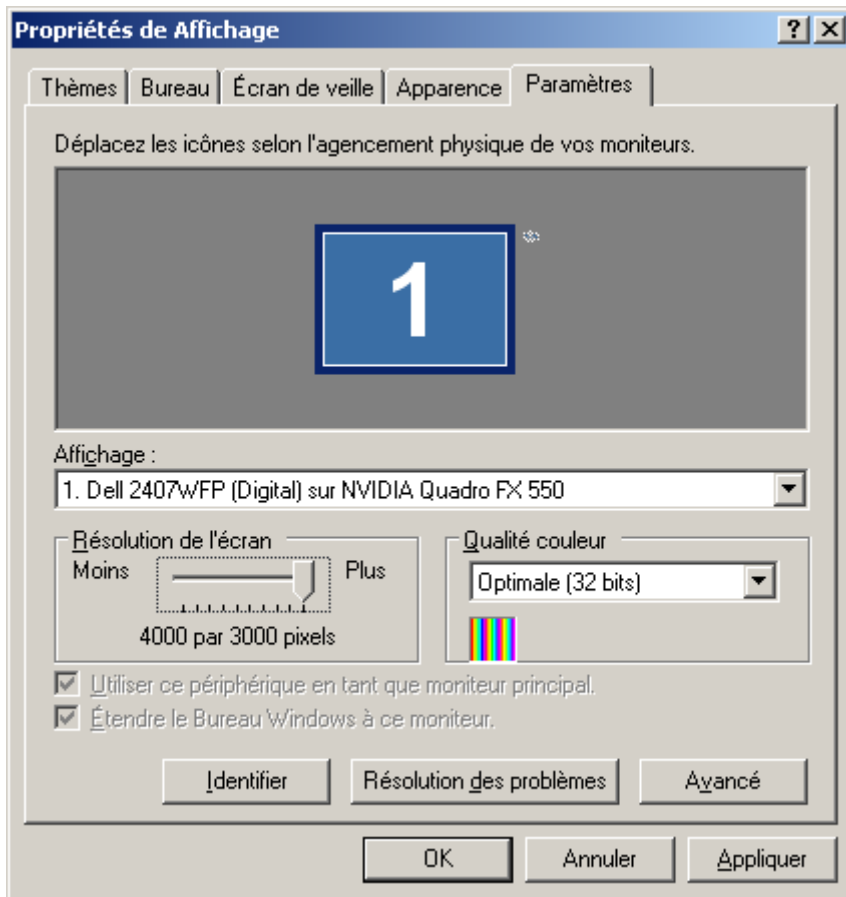 Propriétés de Affichage
Thèmes Bureau Écran de veille Apparence Paramètres
Déplacez les icônes selon l'agencement physique de vos moniteurs.
1
Affichage :
1. Dell 2407WFP (Digital) sur NVIDIA Quadro FX 550
Résolution de l'écran
Moins Plus
4000 par 3000 pixels
Qualité couleur
Optimale (32 bits)
Utiliser ce périphérique en tant que moniteur principal.
Étendre le Bureau Windows à ce moniteur.
Identifier Résolution des problèmes Avancé
OK Annuler Appliquer